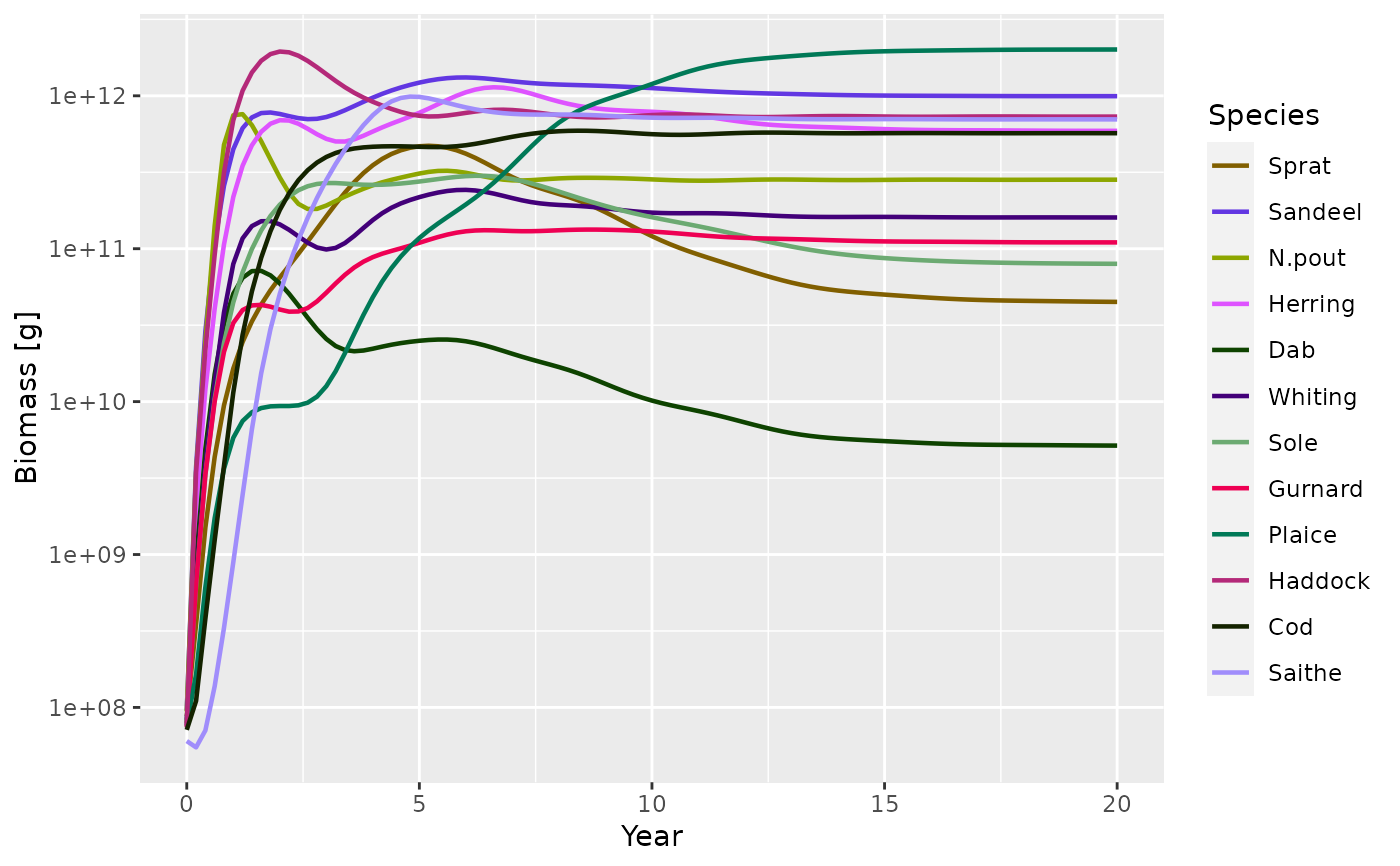 Biomass [g]
1e+12
1e+11
1e+10
1e+09
1e+08
0 5 10 15 20
Year
Species
Sprat
Sandeel
N.pout
Herring
Dab
Whiting
Sole
Gurnard
Plaice
Haddock
Cod
Saithe